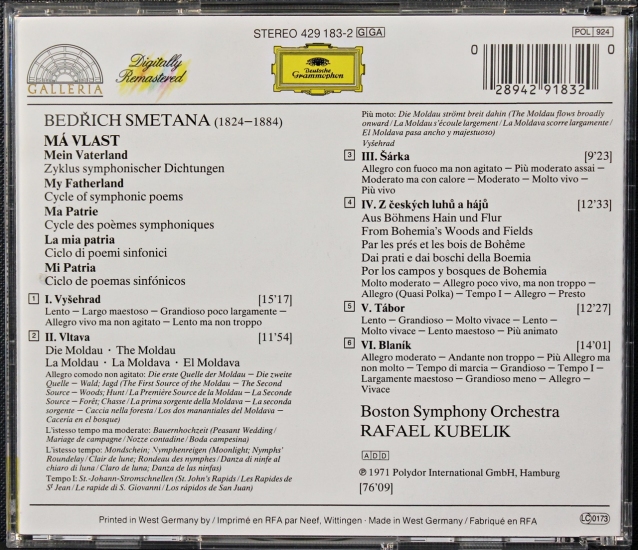 STEREO 429 183-2 G GA
POL 924
GALLERIA
Digitally
Remastered
Deutsche
Grammophon
0 28942 91832 0
BEDŘICH SMETANA (1824–1884)
MÁ VLAST
Mein Vaterland
Zyklus symphonischer Dichtungen
My Fatherland
Cycle of symphonic poems
Ma Patrie
Cycle des poèmes symphoniques
La mia patria
Ciclo di poemi sinfonici
Mi Patria
Ciclo de poemas sinfónicos
1 I. Vyšehrad [15'17]
Lento – Largo maestoso – Grandioso poco largamente –
Allegro vivo ma non agitato – Lento ma non troppo
2 II. Vltava [11'54]
Die Moldau · The Moldau
La Moldau · La Moldava · El Moldava
Allegro comodo non agitato: Die erste Quelle der Moldau – Die zweite
Quelle – Wald; Jagd (The First Source of the Moldau – The Second
Source – Woods; Hunt / La Première Source de la Moldau – La Seconde
Source – Forêt; Chasse / La prima sorgente della Moldava – La seconda
sorgente – Caccia nella foresta / Los dos manantiales del Moldava –
Cacería en el bosque)
L'istesso tempo ma moderato: Bauernhochzeit (Peasant Wedding /
Mariage de campagne / Nozze contadine / Boda campesina)
L'istesso tempo: Mondschein; Nymphenreigen (Moonlight; Nymphs'
Roundelay / Clair de lune; Rondeau des nymphes / Danza di ninfe al
chiaro di luna / Claro de luna; Danza de las ninfas)
Tempo I: St.-Johann-Stromschnellen (St. John's Rapids / Les Rapides de
St Jean / Le rapide di S. Giovanni / Los rápidos de San Juan)
Più moto: Die Moldau strömt breit dahin (The Moldau flows broadly
onward / La Moldau s'écoule largement / La Moldava scorre largamente /
El Moldava pasa ancho y majestuoso)
Vyšehrad
3 III. Šárka [9'23]
Allegro con fuoco ma non agitato – Più moderato assai –
Moderato ma con calore – Moderato – Molto vivo –
Più vivo
4 IV. Z českých luhů a hájů [12'33]
Aus Böhmens Hain und Flur
From Bohemia's Woods and Fields
Par les prés et les bois de Bohême
Dai prati e dai boschi della Boemia
Por los campos y bosques de Bohemia
Molto moderato – Allegro poco vivo, ma non troppo –
Allegro (Quasi Polka) – Tempo I – Allegro – Presto
5 V. Tábor [12'27]
Lento – Grandioso – Molto vivace – Lento –
Molto vivace – Lento maestoso – Più animato
6 VI. Blaník [14'01]
Allegro moderato – Andante non troppo – Più Allegro ma
non molto – Tempo di marcia – Grandioso – Tempo I –
Largamente maestoso – Grandioso meno – Allegro –
Vivace
Boston Symphony Orchestra
RAFAEL KUBELIK
ADD
℗ 1971 Polydor International GmbH, Hamburg
[76'09]
Printed in West Germany by / Imprimé en RFA par Neef, Wittingen · Made in West Germany / Fabriqué en RFA
LC 0173